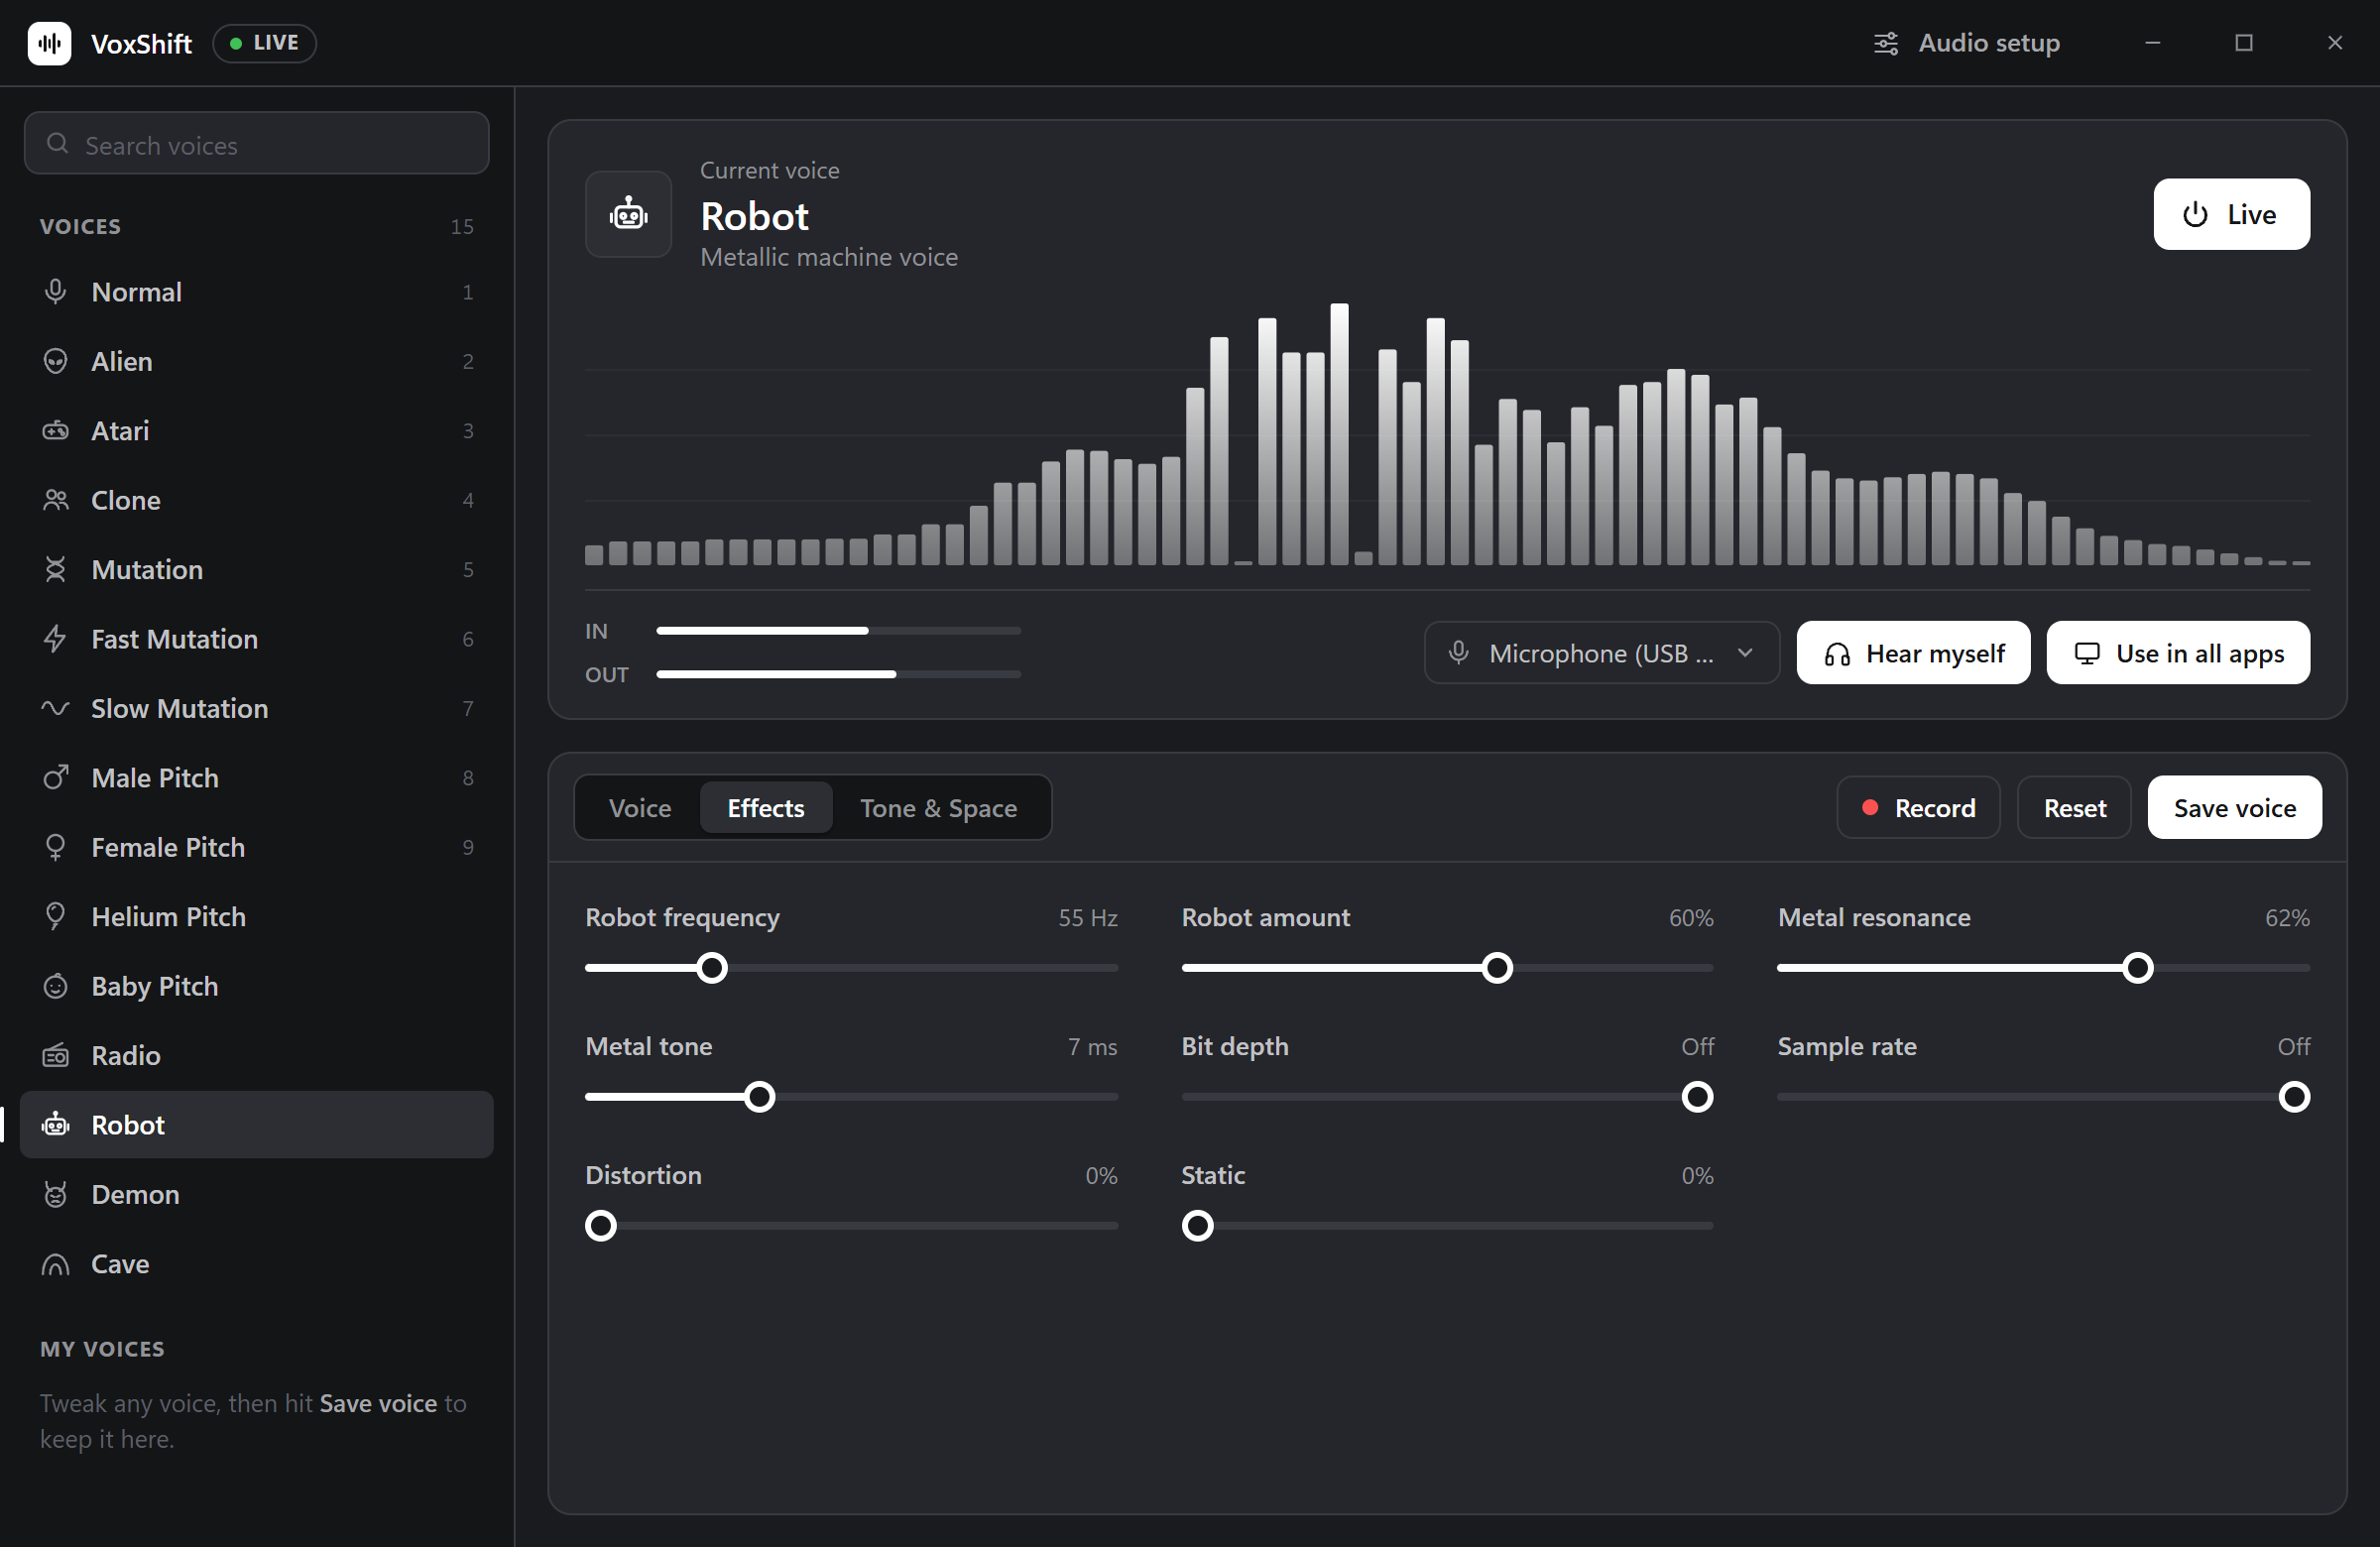 VoxShift
LIVE
Audio setup
Search voices
VOICES 15
Normal 1
Alien 2
Atari 3
Clone 4
Mutation 5
Fast Mutation 6
Slow Mutation 7
Male Pitch 8
Female Pitch 9
Helium Pitch
Baby Pitch
Radio
Robot
Demon
Cave
MY VOICES
Tweak any voice, then hit Save voice to
keep it here.
Current voice
Robot
Metallic machine voice
Live
IN
OUT
Microphone (USB ...
Hear myself
Use in all apps
Voice
Effects
Tone & Space
Record
Reset
Save voice
Robot frequency 55 Hz
Robot amount 60%
Metal resonance 62%
Metal tone 7 ms
Bit depth Off
Sample rate Off
Distortion 0%
Static 0%